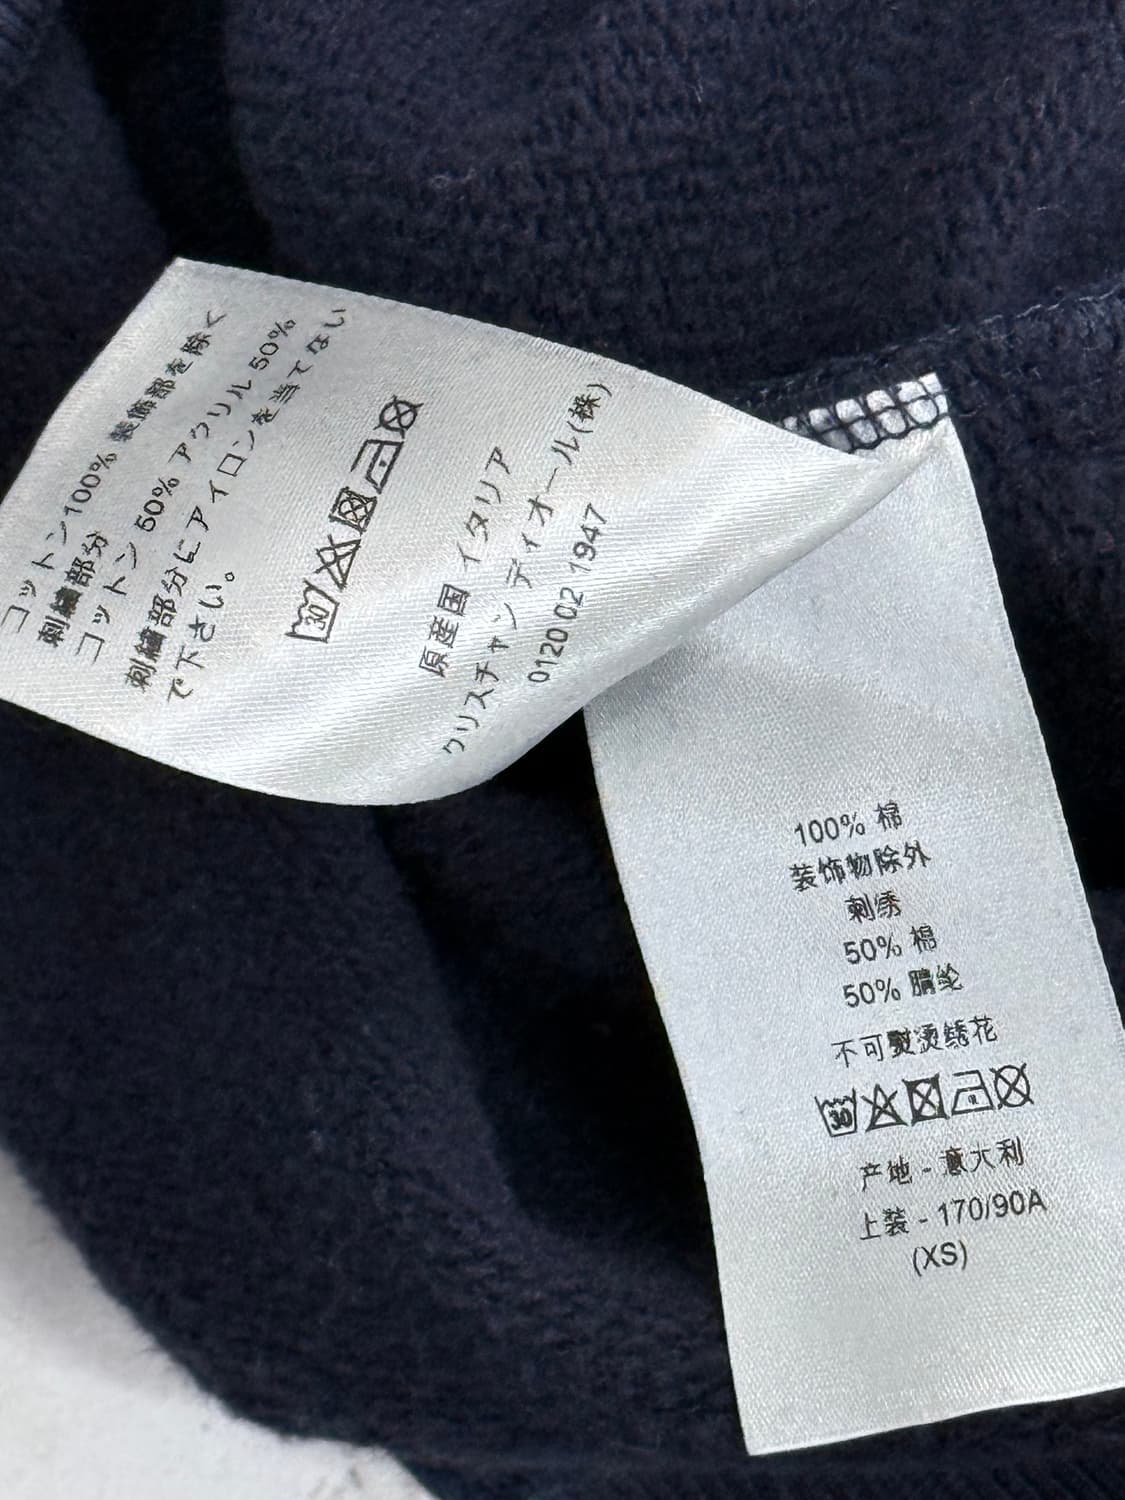 コットン100% 装飾部を除く
刺繍部分
コットン 50% アクリル 50%
刺繍部分にアイロンを当てない
で下さい。
30
原産国 イタリア
クリスチャン ディオール(株)
0120 02 1947
100% 棉
装饰物除外
刺绣
50% 棉
50% 腈纶
不可熨烫绣花
30
产地 - 意大利
上装 - 170/90A
(XS)